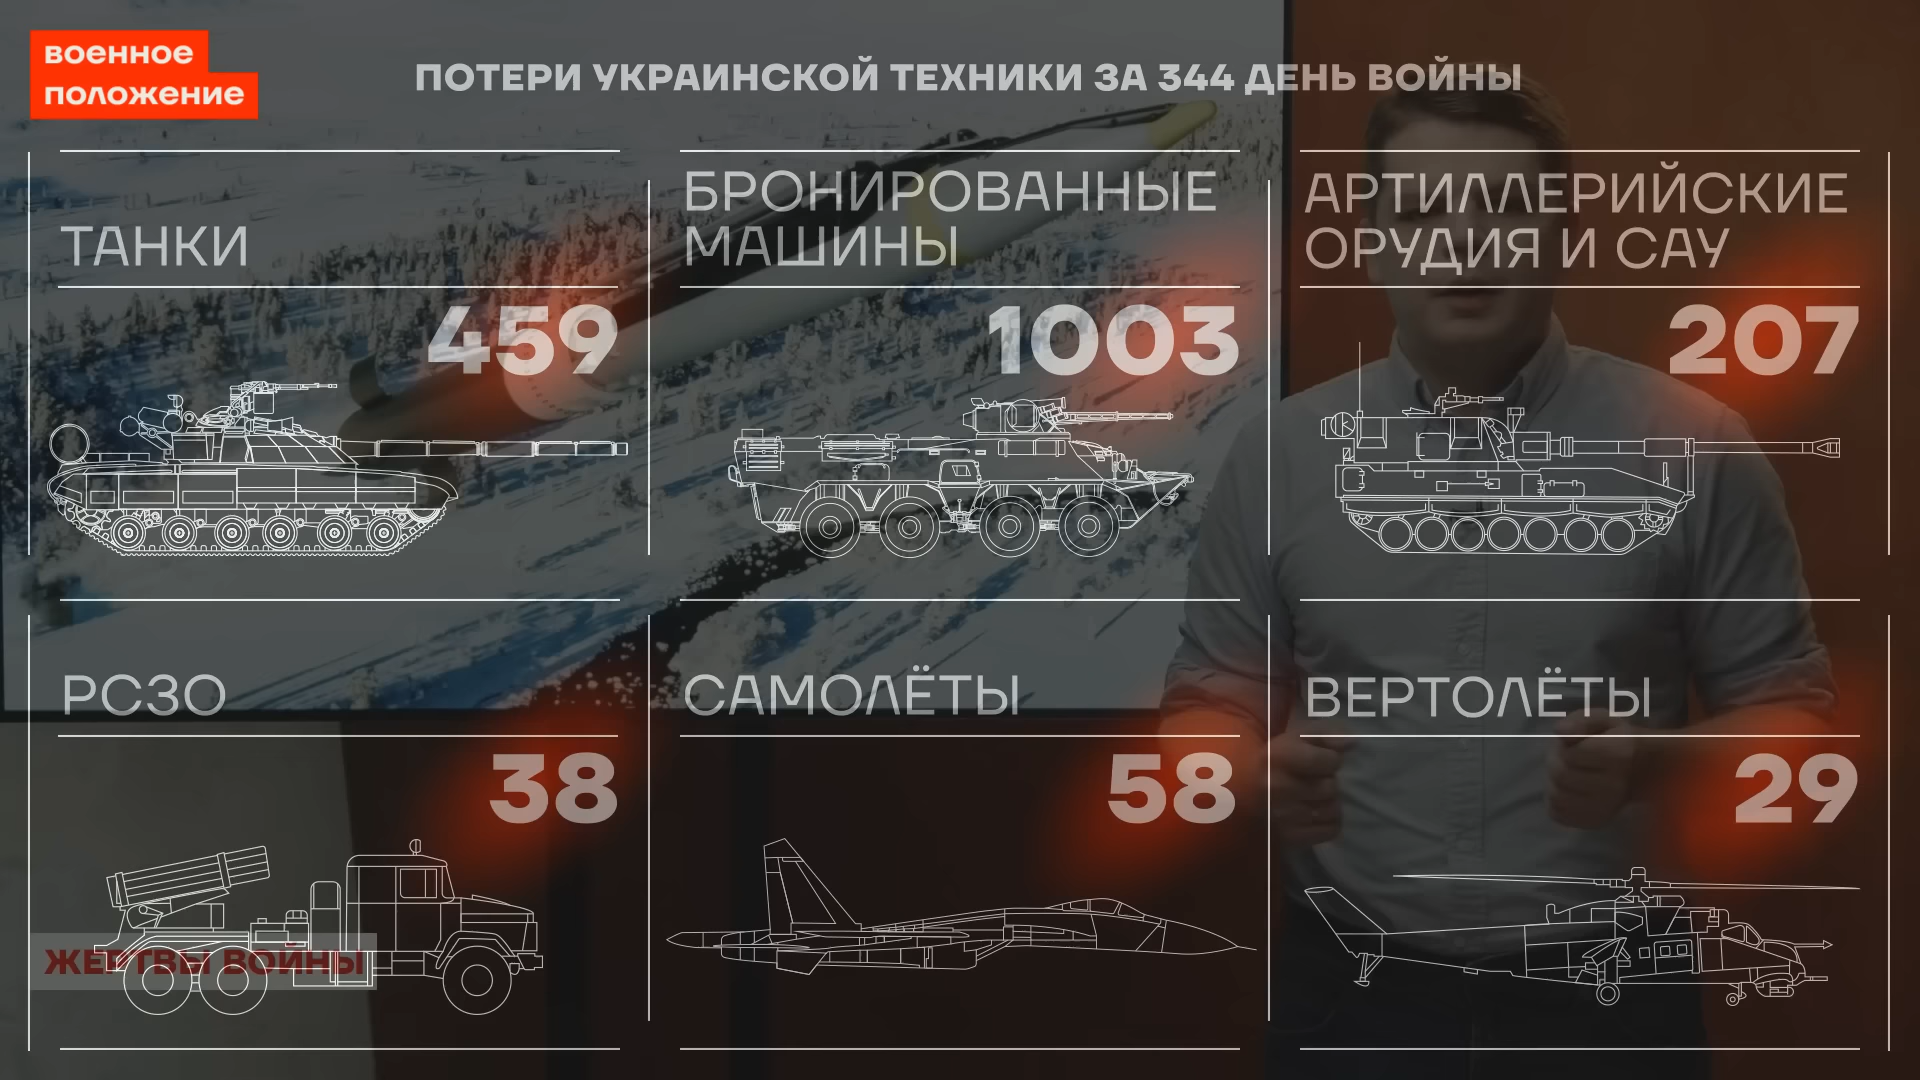 военное
положение
ПОТЕРИ УКРАИНСКОЙ ТЕХНИКИ ЗА 344 ДЕНЬ ВОЙНЫ
ТАНКИ
459
БРОНИРОВАННЫЕ
МАШИНЫ
1003
АРТИЛЛЕРИЙСКИЕ
ОРУДИЯ И САУ
207
РСЗО
38
САМОЛЁТЫ
58
ВЕРТОЛЁТЫ
29
ЖЕРТВЫ ВОЙНЫ